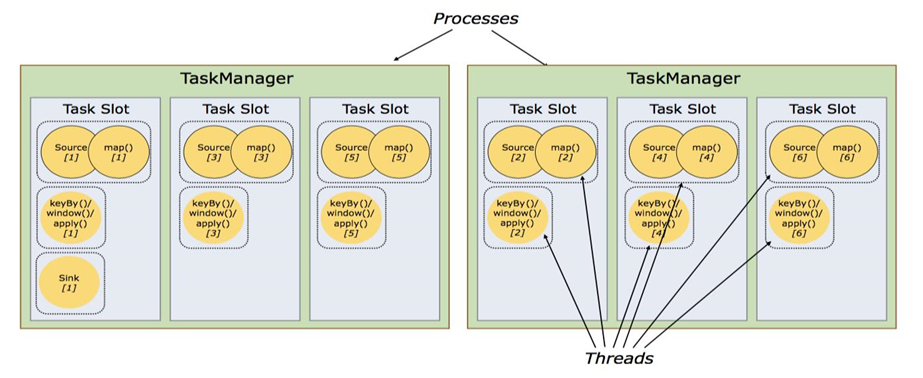 Processes
TaskManager
Task Slot
Source
[1]
map()
[1]
keyBy()/
window()/
apply()
[1]
Sink
[1]
Task Slot
Source
[3]
map()
[3]
keyBy()/
window()/
apply()
[3]
Task Slot
Source
[5]
map()
[5]
keyBy()/
window()/
apply()
[5]
TaskManager
Task Slot
Source
[2]
map()
[2]
keyBy()/
window()/
apply()
[2]
Task Slot
Source
[4]
map()
[4]
keyBy()/
window()/
apply()
[4]
Task Slot
Source
[6]
map()
[6]
keyBy()/
window()/
apply()
[6]
Threads